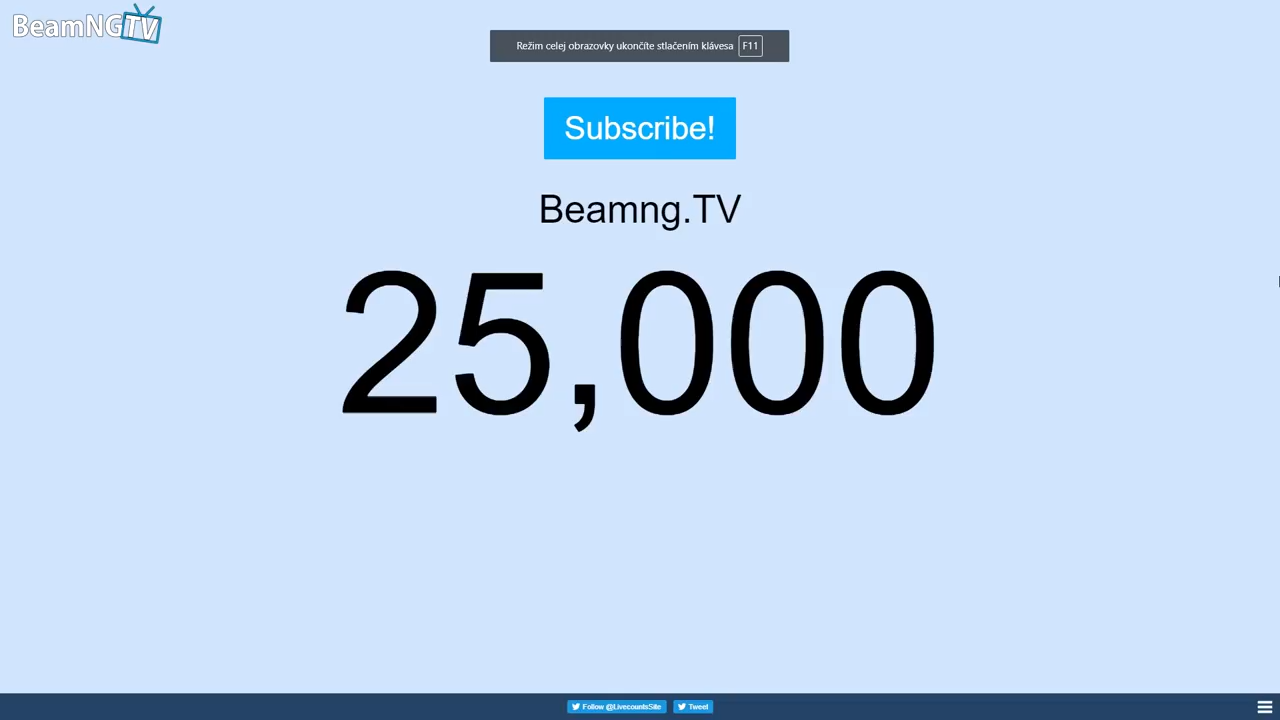 BeamNGTV
Režim celej obrazovky ukončíte stlačením klávesa F11
Subscribe!
Beamng.TV
25,000
Follow @LivecountsSite Tweet